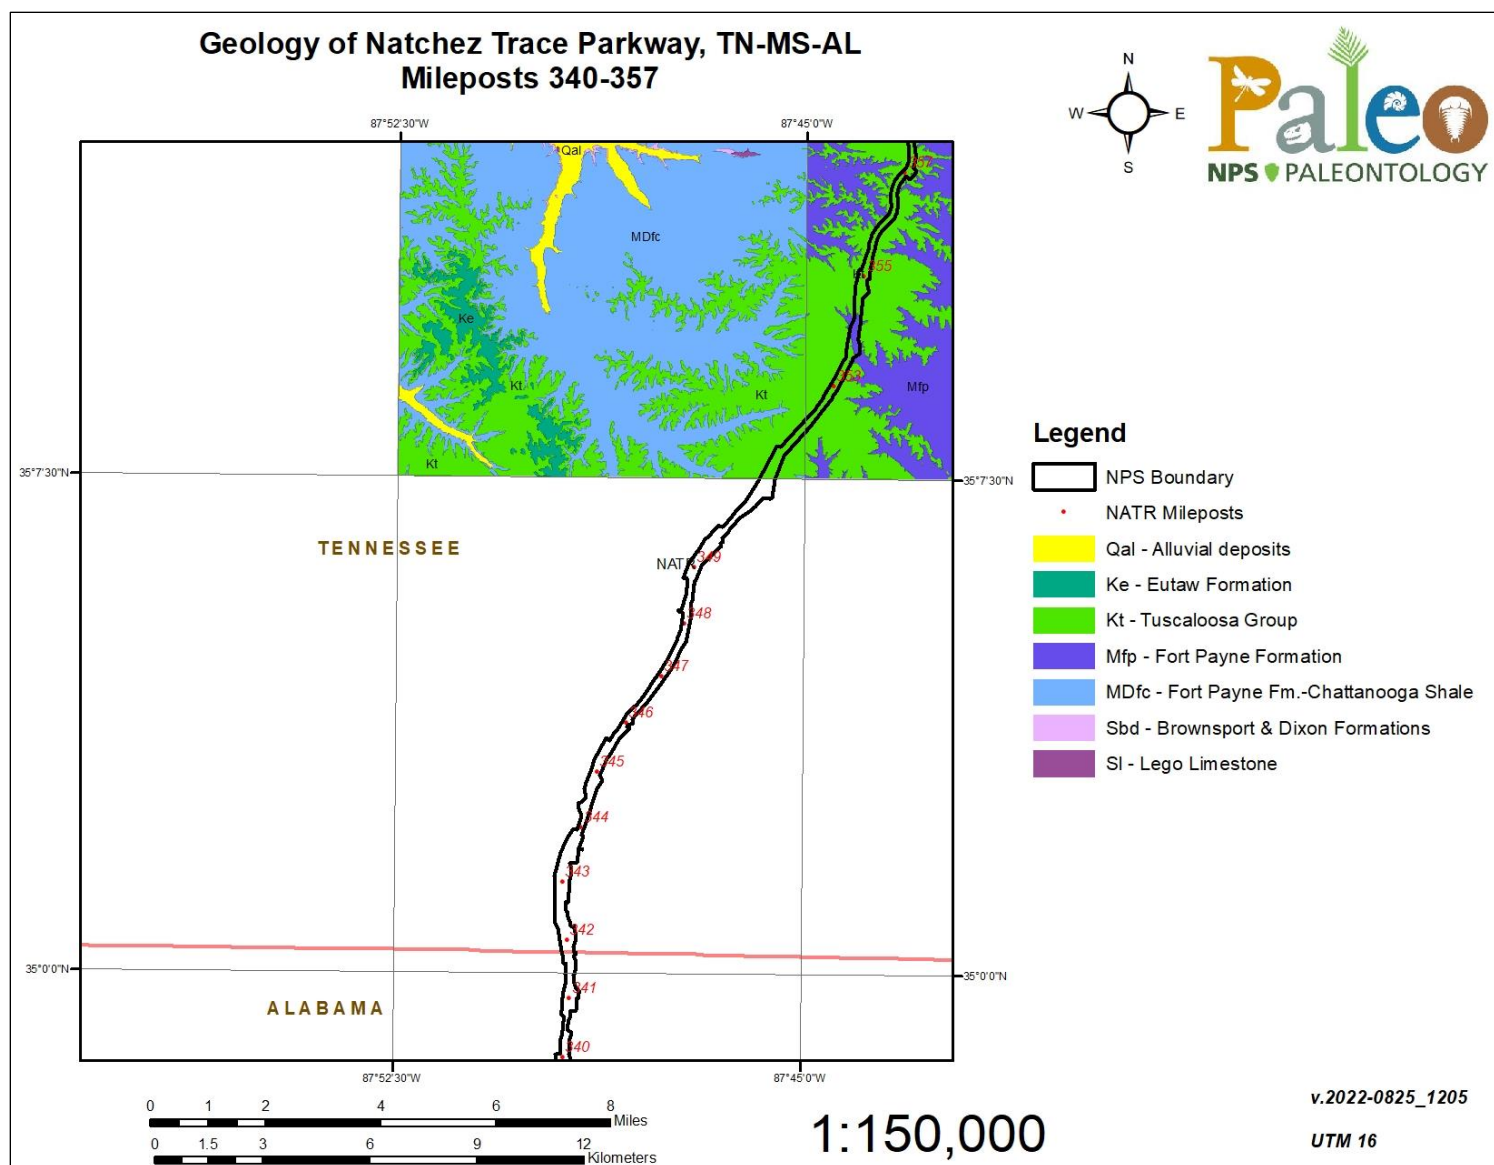 Geology of Natchez Trace Parkway, TN-MS-AL
Mileposts 340-357
N
W
E
S
Paleo
NPS PALEONTOLOGY
87°52'30"W
87°45'0"W
Qal
357
MDfc
355
Ke
353
Kt
Kt
Mfp
Kt
35°7'30"N
35°7'30"N
TENNESSEE
NATR
349
348
347
346
345
344
343
342
35°0'0"N
35°0'0"N
341
ALABAMA
340
87°52'30"W
87°45'0"W
Legend
NPS Boundary
NATR Mileposts
Qal - Alluvial deposits
Ke - Eutaw Formation
Kt - Tuscaloosa Group
Mfp - Fort Payne Formation
MDfc - Fort Payne Fm.-Chattanooga Shale
Sbd - Brownsport & Dixon Formations
Sl - Lego Limestone
0 1 2 4 6 8
Miles
0 1.5 3 6 9 12
Kilometers
1:150,000
v.2022-0825_1205
UTM 16